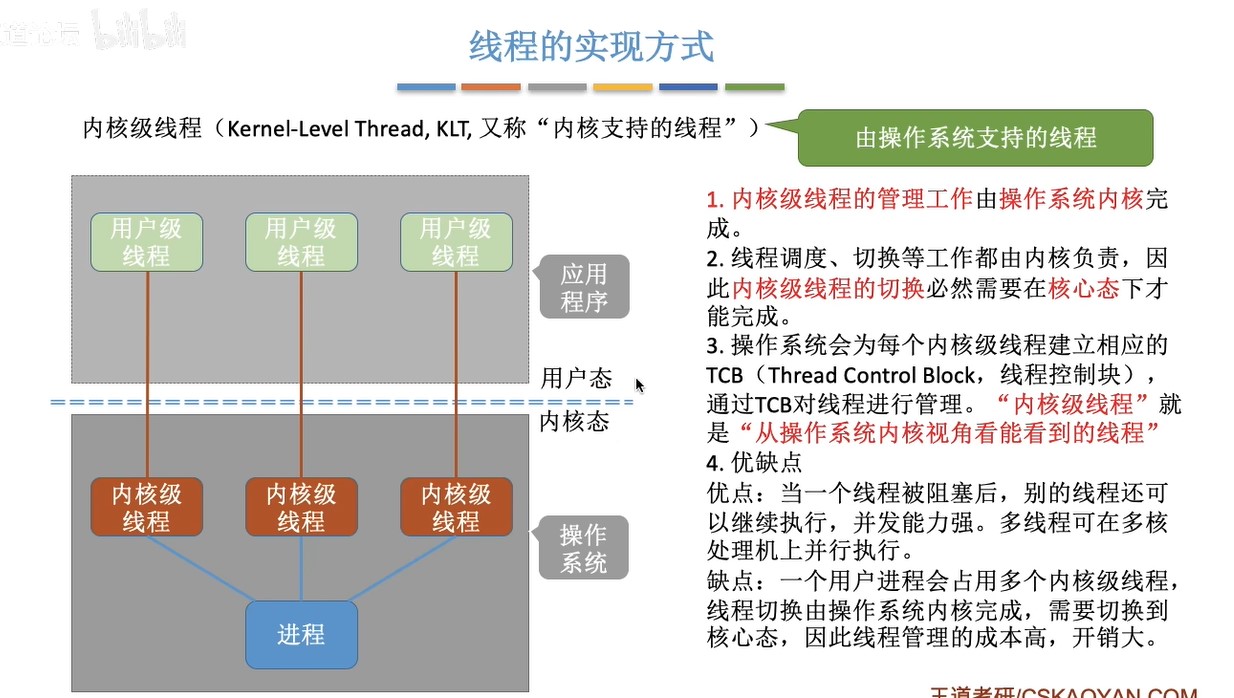 线程的实现方式
内核级线程（Kernel-Level Thread, KLT, 又称“内核支持的线程”）
由操作系统支持的线程
用户级
线程
用户级
线程
用户级
线程
应用
程序
用户态
内核态
内核级
线程
内核级
线程
内核级
线程
操作
系统
进程
1. 内核级线程的管理工作由操作系统内核完
成。
2. 线程调度、切换等工作都由内核负责，因
此内核级线程的切换必然需要在核心态下才
能完成。
3. 操作系统会为每个内核级线程建立相应的
TCB（Thread Control Block，线程控制块），
通过TCB对线程进行管理。“内核级线程”就
是“从操作系统内核视角看能看到的线程”
4. 优缺点
优点：当一个线程被阻塞后，别的线程还可
以继续执行，并发能力强。多线程可在多核
处理机上并行执行。
缺点：一个用户进程会占用多个内核级线程，
线程切换由操作系统内核完成，需要切换到
核心态，因此线程管理的成本高，开销大。
王道考研/CSKAOYAN.COM
bilibili